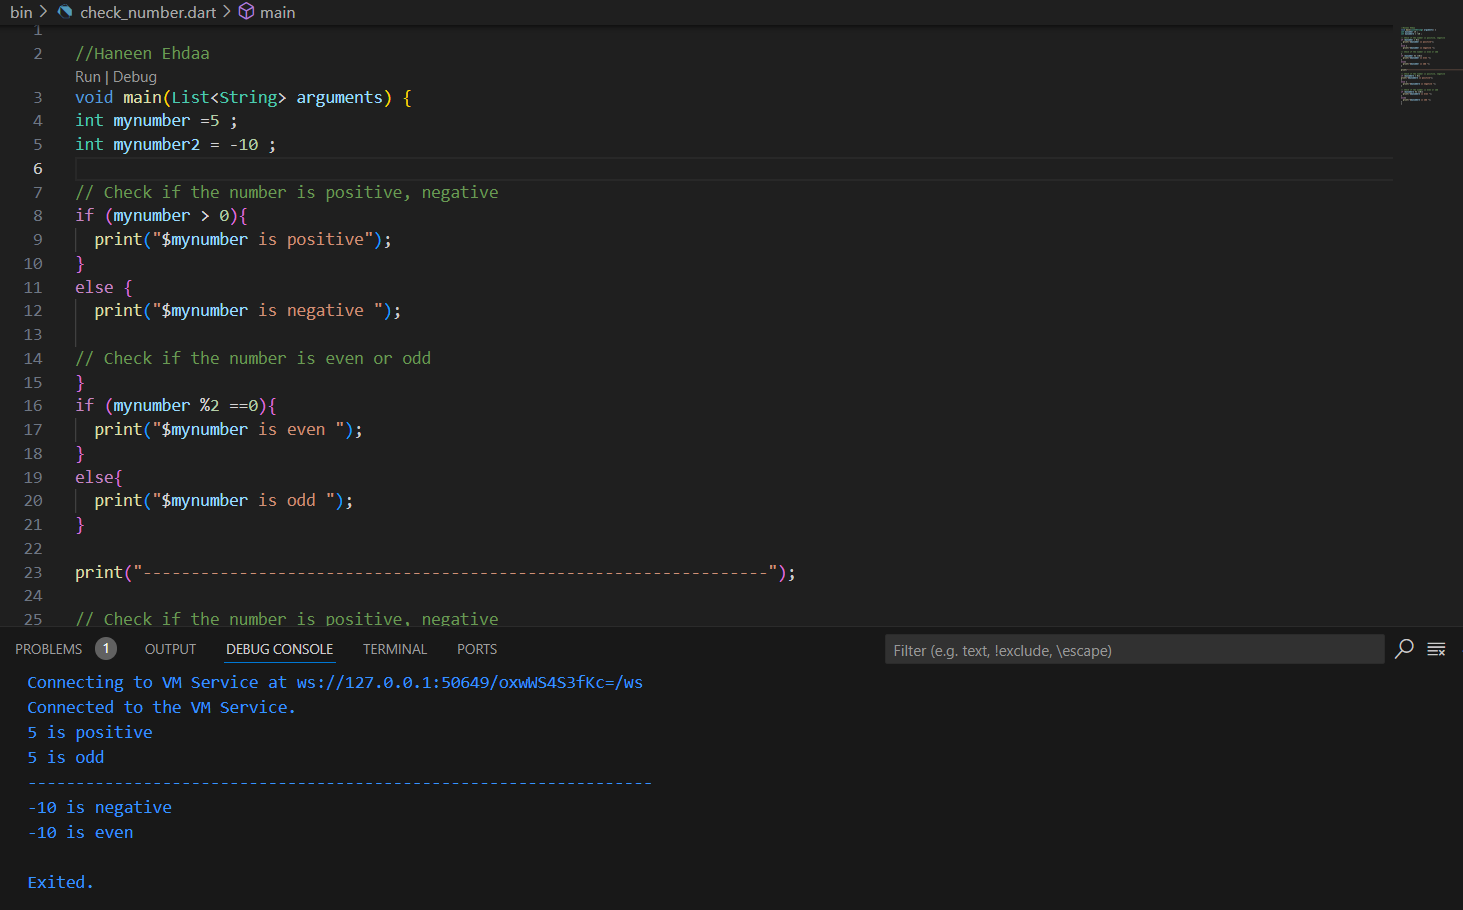 bin > check_number.dart > main
1
2 //Haneen Ehdaa
Run | Debug
3 void main(List<String> arguments) {
4 int mynumber =5 ;
5 int mynumber2 = -10 ;
6
7 // Check if the number is positive, negative
8 if (mynumber > 0){
9 print("$mynumber is positive");
10 }
11 else {
12 print("$mynumber is negative ");
13
14 // Check if the number is even or odd
15 }
16 if (mynumber %2 ==0){
17 print("$mynumber is even ");
18 }
19 else{
20 print("$mynumber is odd ");
21 }
22
23 print("-----------------------------------------------------------------");
24
25 // Check if the number is positive, negative
PROBLEMS 1 OUTPUT DEBUG CONSOLE TERMINAL PORTS Filter (e.g. text, !exclude, \escape)
Connecting to VM Service at ws://127.0.0.1:50649/oxwWS4S3fKc=/ws
Connected to the VM Service.
5 is positive
5 is odd
-----------------------------------------------------------------
-10 is negative
-10 is even
Exited.